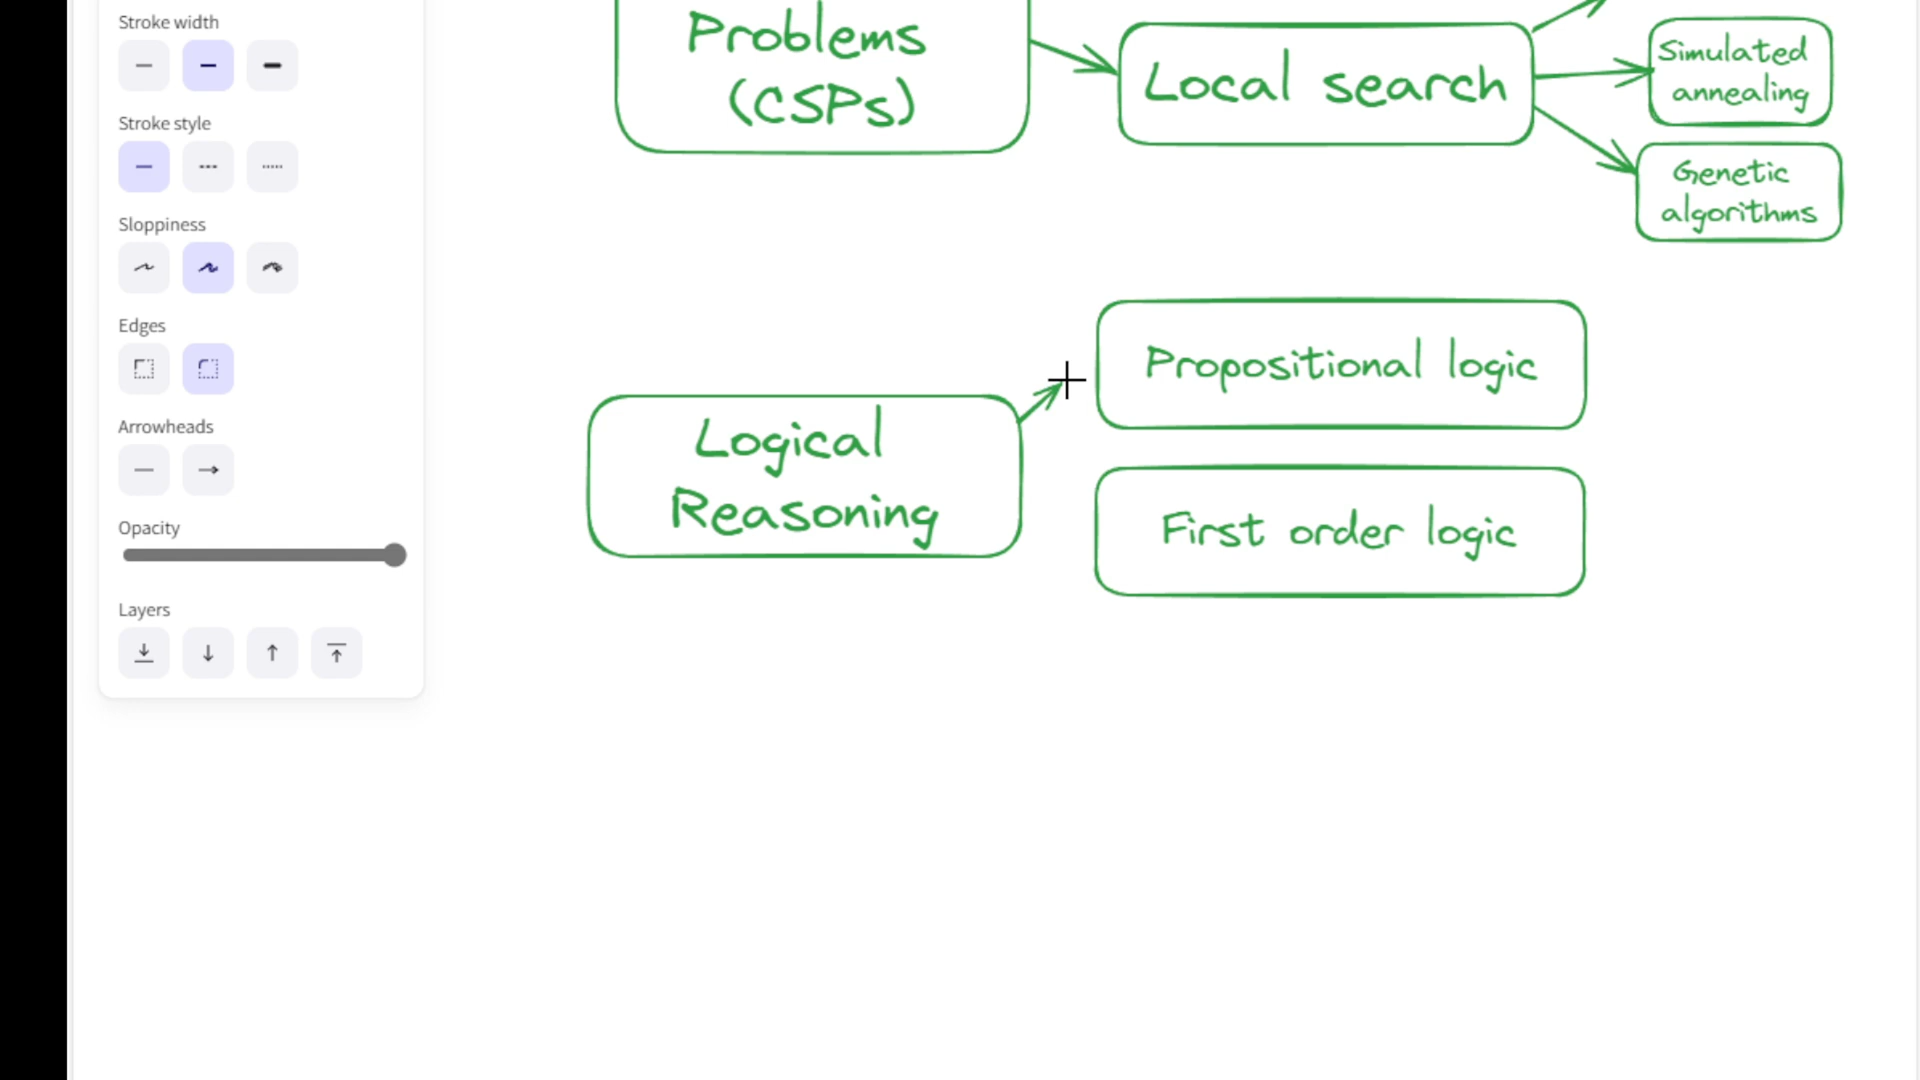 Stroke width
Stroke style
Sloppiness
Edges
Arrowheads
Opacity
Layers
Problems
(CSPs)
Local search
Simulated
annealing
Genetic
algorithms
Propositional logic
Logical
Reasoning
First order logic